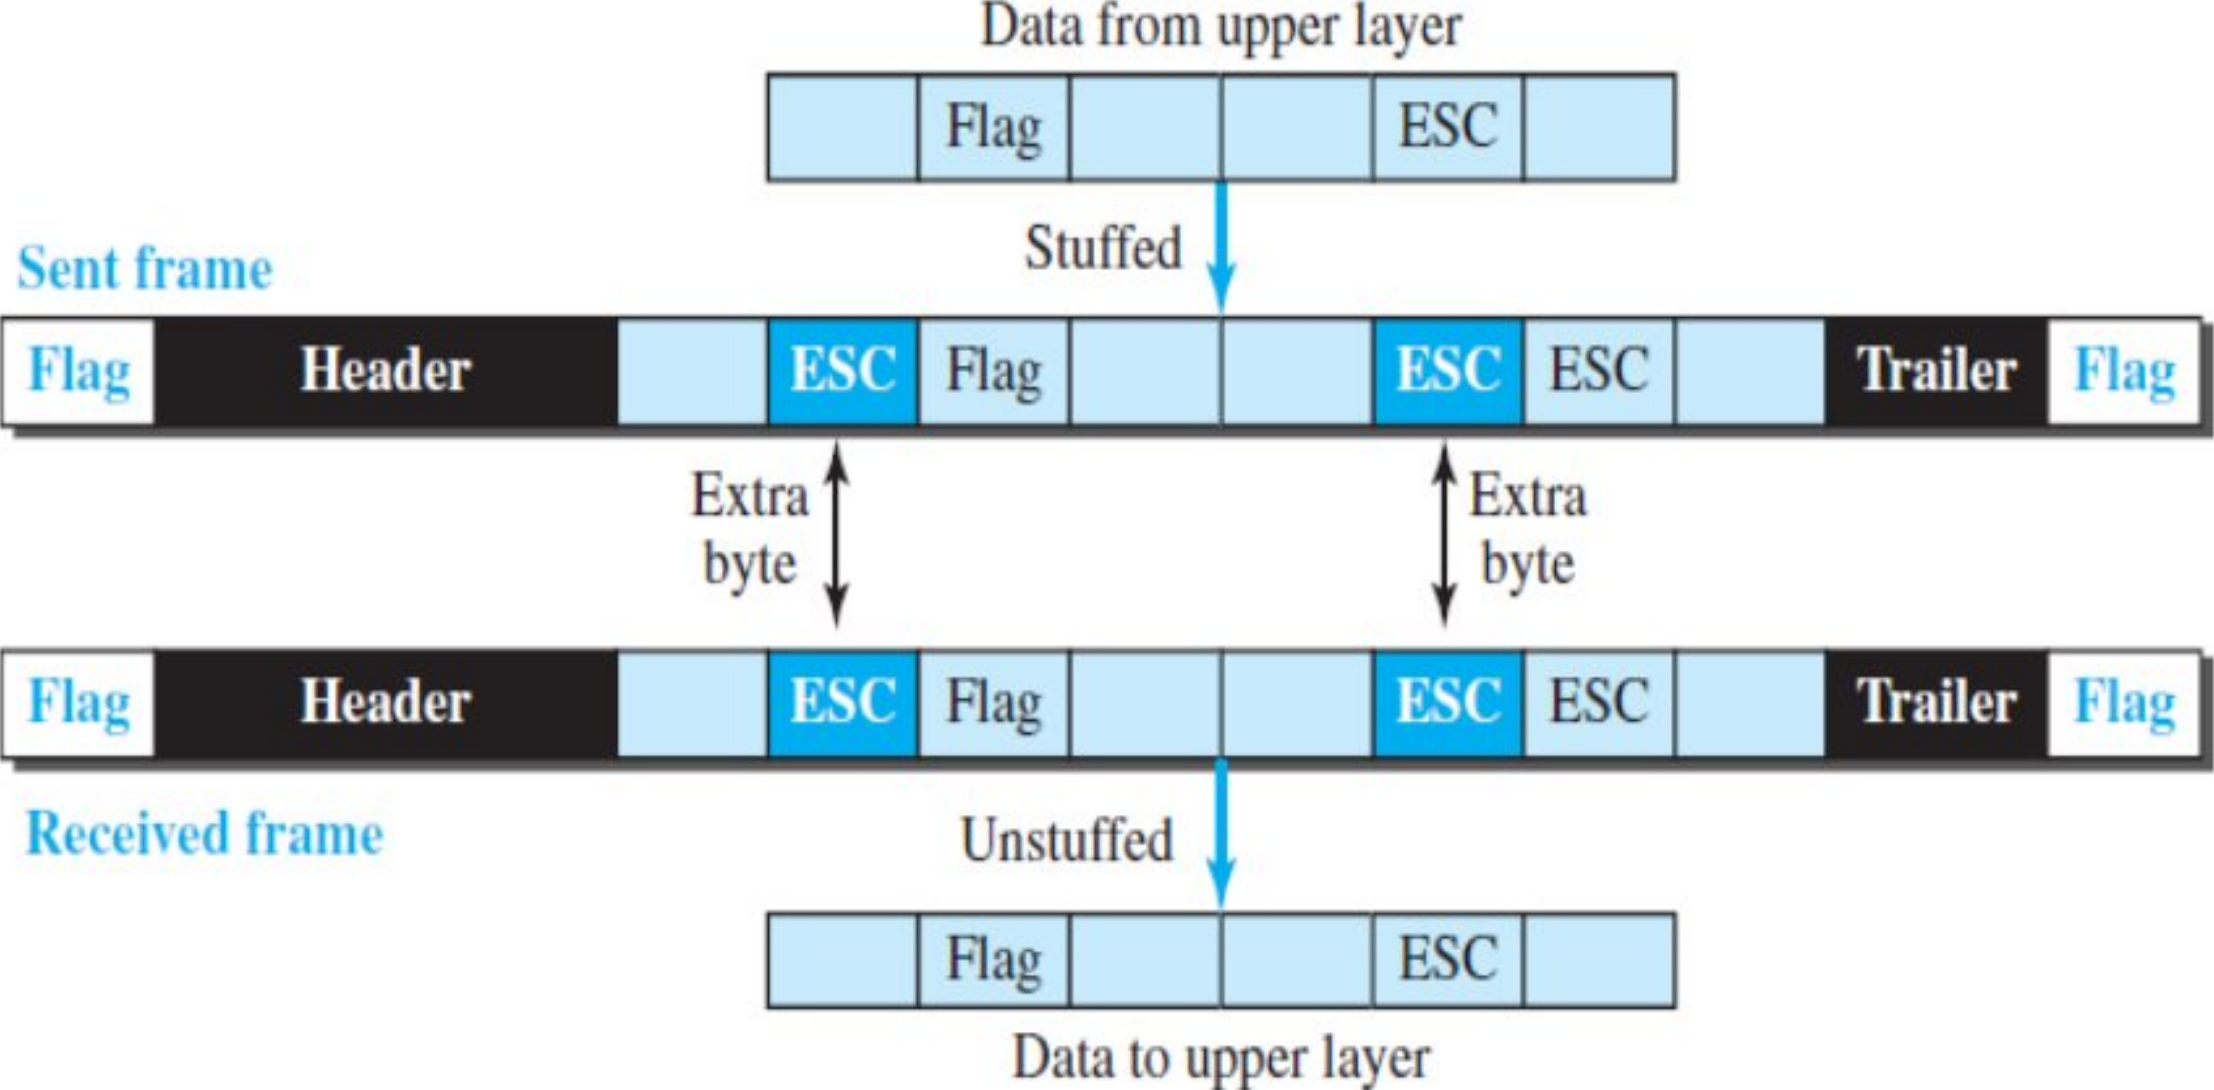 Data from upper layer
Flag ESC
Stuffed
Sent frame
Flag Header ESC Flag ESC ESC Trailer Flag
Extra
byte
Extra
byte
Flag Header ESC Flag ESC ESC Trailer Flag
Received frame
Unstuffed
Flag ESC
Data to upper layer